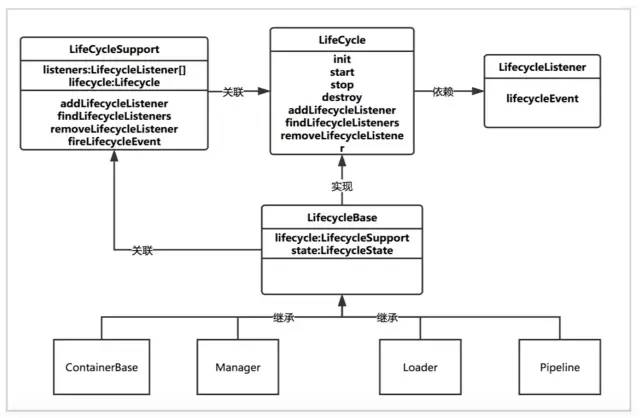 LifeCycleSupport
listeners:LifecycleListener[]
lifecycle:Lifecycle
addLifecycleListener
findLifecycleListeners
removeLifecycleListener
fireLifecycleEvent
关联
LifeCycle
init
start
stop
destroy
addLifecycleListener
findLifecycleListeners
removeLifecycleListene
r
依赖
LifecycleListener
lifecycleEvent
实现
LifecycleBase
lifecycle:LifecycleSupport
state:LifecycleState
关联
继承
继承
ContainerBase
Manager
Loader
Pipeline